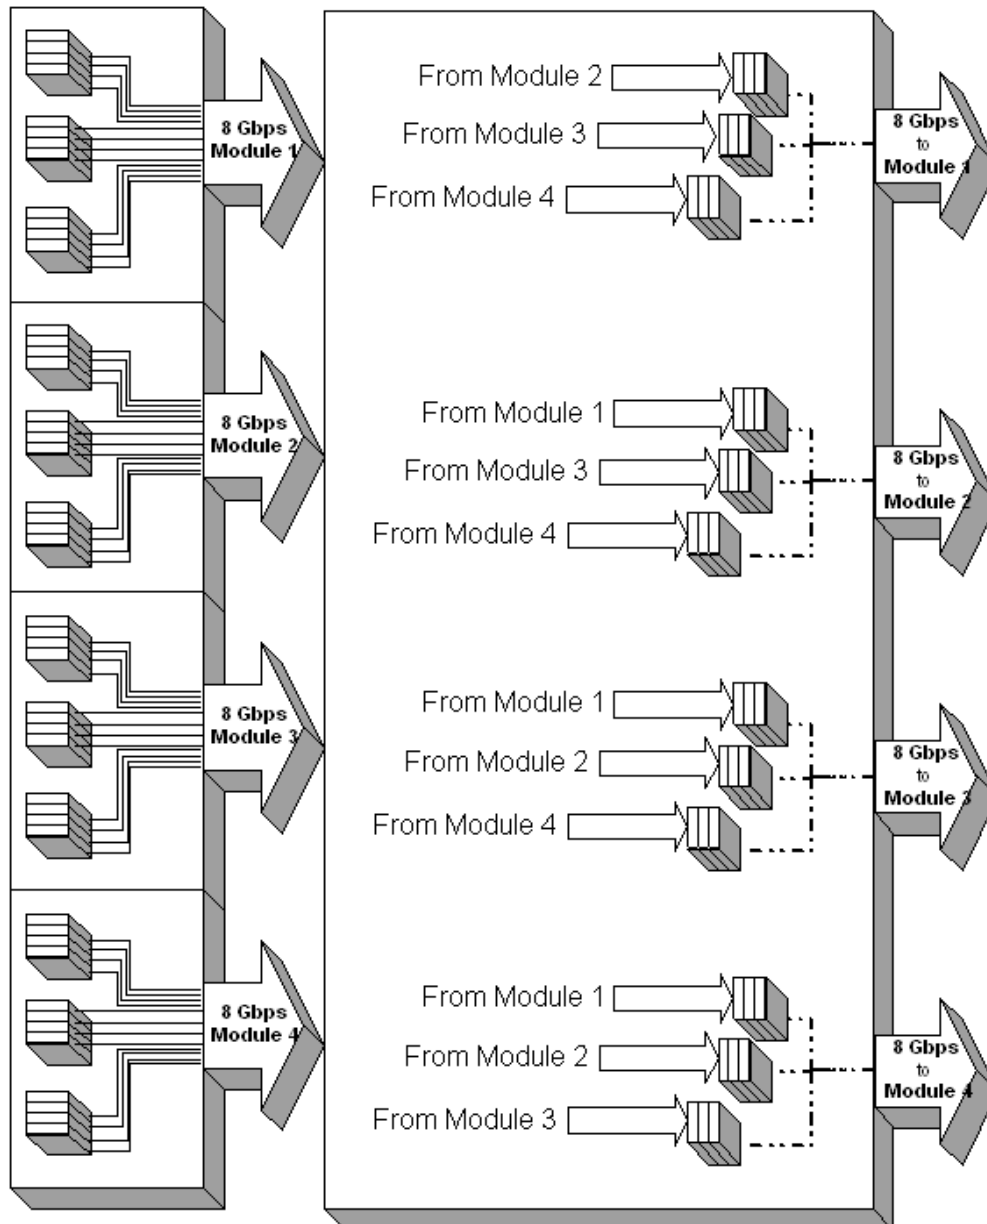 8 Gbps
Module 1
From Module 2
From Module 3
From Module 4
8 Gbps
to
Module 1
8 Gbps
Module 2
From Module 1
From Module 3
From Module 4
8 Gbps
to
Module 2
8 Gbps
Module 3
From Module 1
From Module 2
From Module 4
8 Gbps
to
Module 3
8 Gbps
Module 4
From Module 1
From Module 2
From Module 3
8 Gbps
to
Module 4